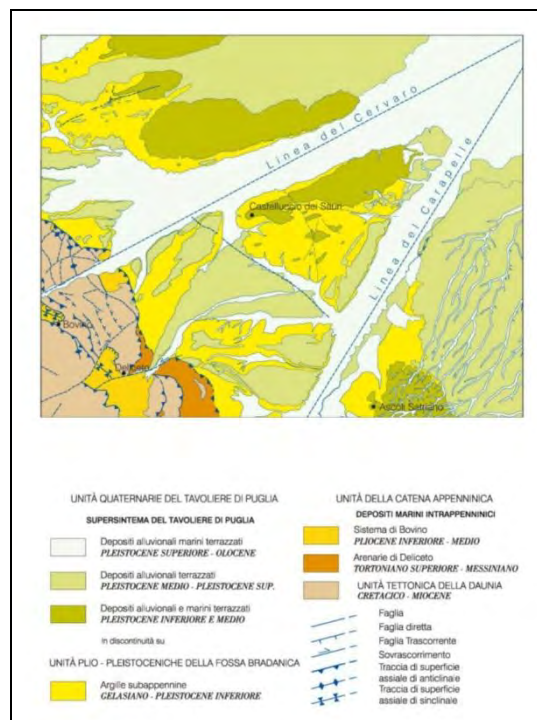 Linea del Cervaro
Castelluccio dei Sauri
Linea del Carapelle
Bovino
Deliceto
Ascoli Satriano
UNITÀ QUATERNARIE DEL TAVOLIERE DI PUGLIA
SUPERSINTEMA DEL TAVOLIERE DI PUGLIA
Depositi alluvionali marini terrazzati
PLEISTOCENE SUPERIORE - OLOCENE
Depositi alluvionali terrazzati
PLEISTOCENE MEDIO - PLEISTOCENE SUP.
Depositi alluvionali e marini terrazzati
PLEISTOCENE INFERIORE E MEDIO
In discontinuità su
UNITÀ PLIO - PLEISTOCENICHE DELLA FOSSA BRADANICA
Argille subappennine
GELASIANO - PLEISTOCENE INFERIORE
UNITÀ DELLA CATENA APPENNINICA
DEPOSITI MARINI INTRAPPENNINICI
Sistema di Bovino
PLIOCENE INFERIORE - MEDIO
Arenarie di Deliceto
TORTONIANO SUPERIORE - MESSINIANO
UNITÀ TETTONICA DELLA DAUNIA
CRETACICO - MIOCENE
Faglia
Faglia diretta
Faglia Trascorrente
Sovrascorrimento
Traccia di superficie
assiale di anticlinale
Traccia di superficie
assiale di sinclinale